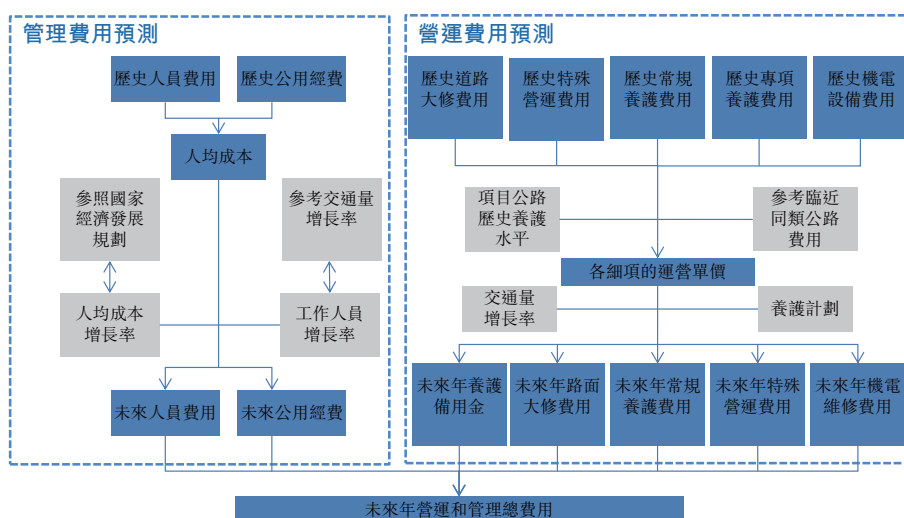 管理費用預測
歷史人員費用
歷史公用經費
人均成本
參照國家
經濟發展
規劃
參考交通量
增長率
人均成本
增長率
工作人員
增長率
未來人員費用
未來公用經費
營運費用預測
歷史道路
大修費用
歷史特殊
營運費用
歷史常規
養護費用
歷史專項
養護費用
歷史機電
設備費用
項目公路
歷史養護
水平
參考臨近
同類公路
費用
各細項的運營單價
交通量
增長率
養護計劃
未來年養護
備用金
未來年路面
大修費用
未來年常規
養護費用
未來年特殊
營運費用
未來年機電
維修費用
未來年營運和管理總費用